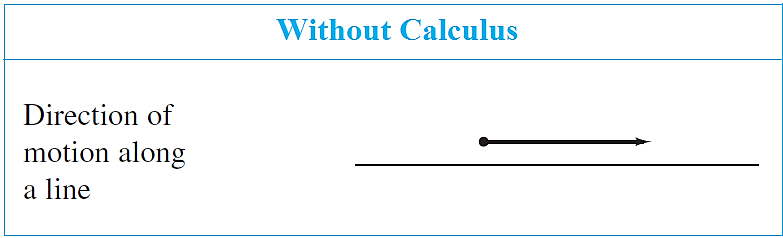 Without Calculus
Direction of
motion along
a line